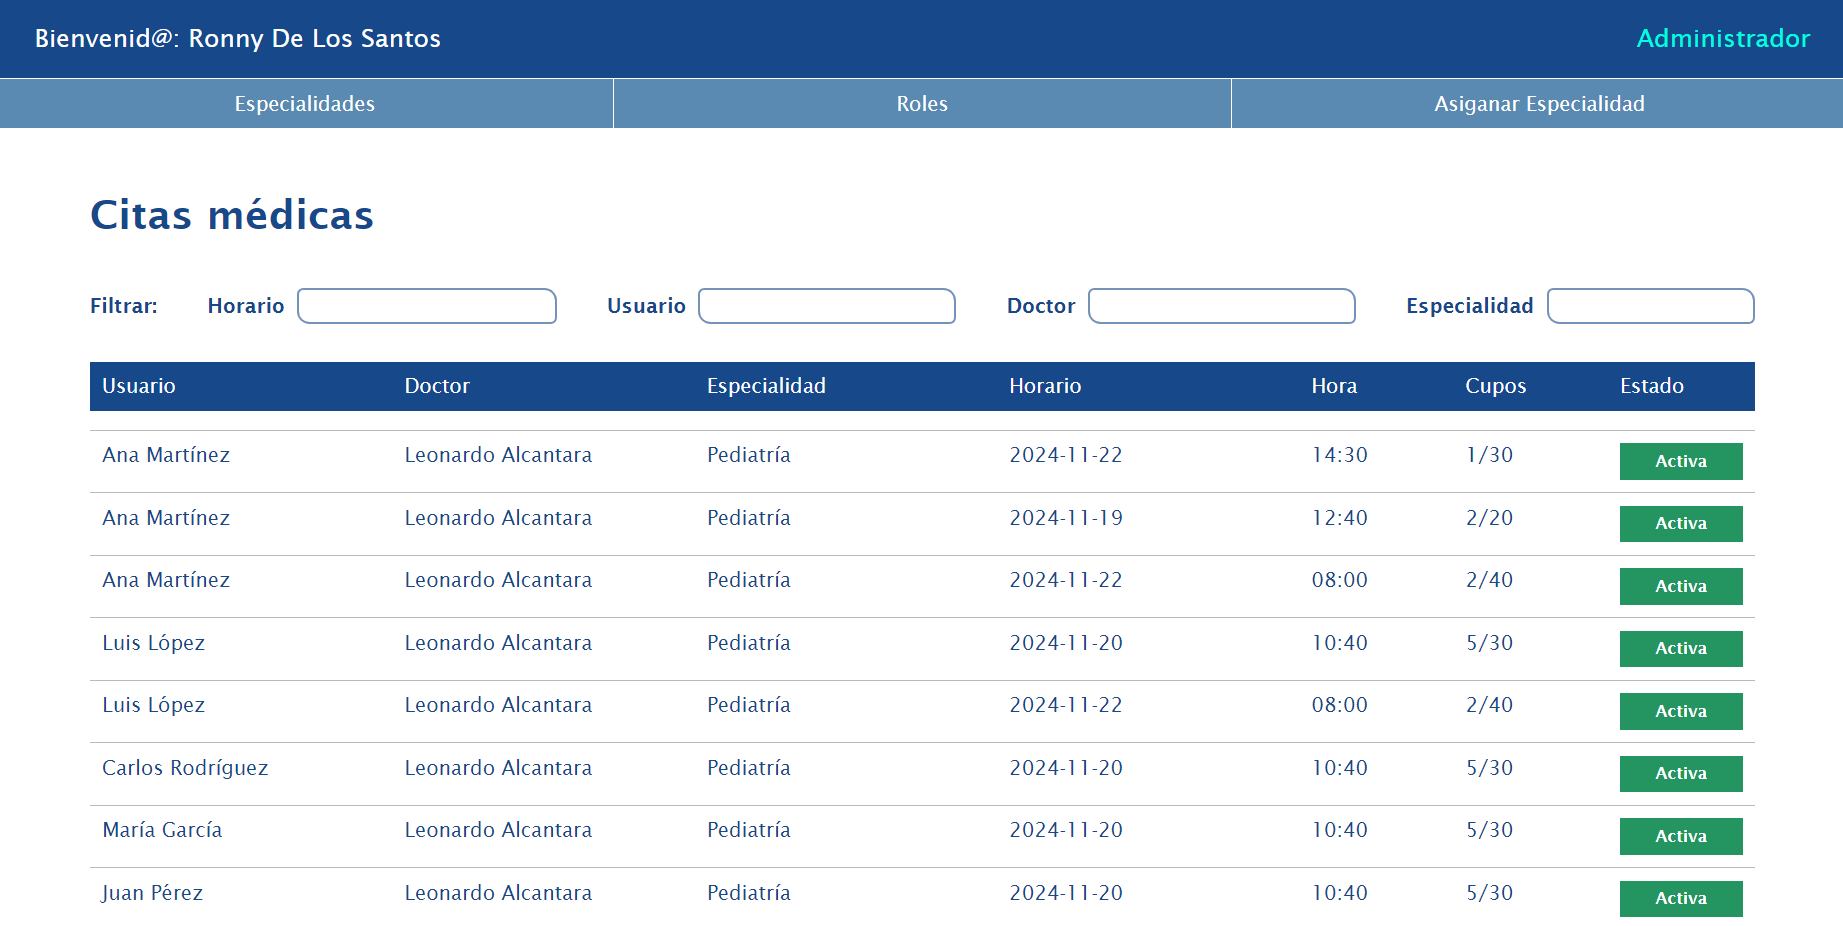 Bienvenid@: Ronny De Los Santos Administrador
Especialidades Roles Asiganar Especialidad
Citas médicas
Filtrar: Horario Usuario Doctor Especialidad
Usuario Doctor Especialidad Horario Hora Cupos Estado
Ana Martínez Leonardo Alcantara Pediatría 2024-11-22 14:30 1/30 Activa
Ana Martínez Leonardo Alcantara Pediatría 2024-11-19 12:40 2/20 Activa
Ana Martínez Leonardo Alcantara Pediatría 2024-11-22 08:00 2/40 Activa
Luis López Leonardo Alcantara Pediatría 2024-11-20 10:40 5/30 Activa
Luis López Leonardo Alcantara Pediatría 2024-11-22 08:00 2/40 Activa
Carlos Rodríguez Leonardo Alcantara Pediatría 2024-11-20 10:40 5/30 Activa
María García Leonardo Alcantara Pediatría 2024-11-20 10:40 5/30 Activa
Juan Pérez Leonardo Alcantara Pediatría 2024-11-20 10:40 5/30 Activa